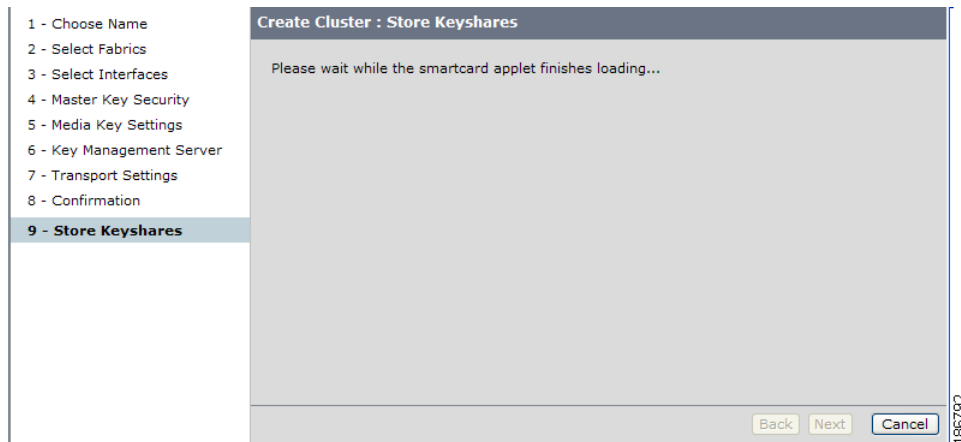 1 - Choose Name
2 - Select Fabrics
3 - Select Interfaces
4 - Master Key Security
5 - Media Key Settings
6 - Key Management Server
7 - Transport Settings
8 - Confirmation
9 - Store Keyshares
Create Cluster : Store Keyshares
Please wait while the smartcard applet finishes loading...
Back Next Cancel
186792